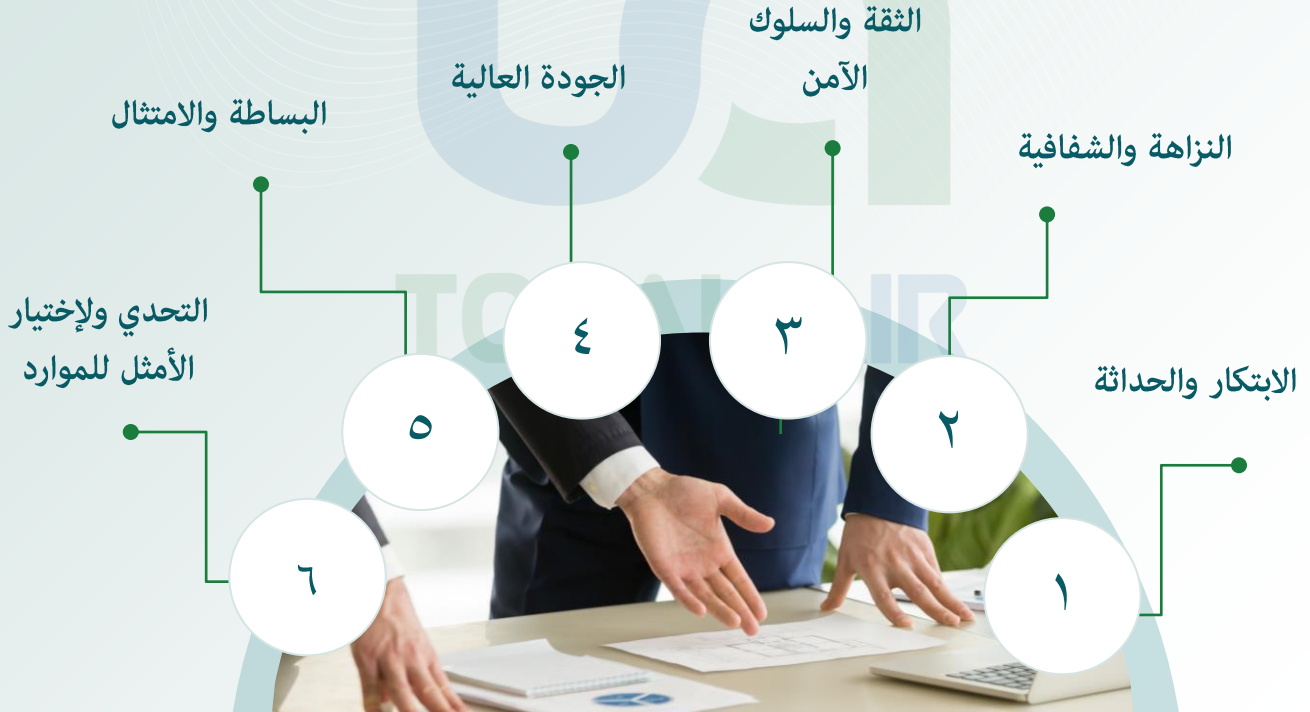 الابتكار والحداثة
١
النزاهة والشفافية
٢
الثقة والسلوك
الآمن
٣
الجودة العالية
٤
البساطة والامتثال
٥
التحدي ولإختيار
الأمثل للموارد
٦